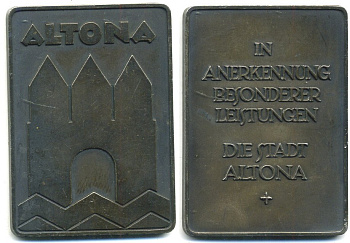 ALTONA
IN
ANERKENNUNG
BESONDERER
LEISTUNGEN
DIE STADT
ALTONA